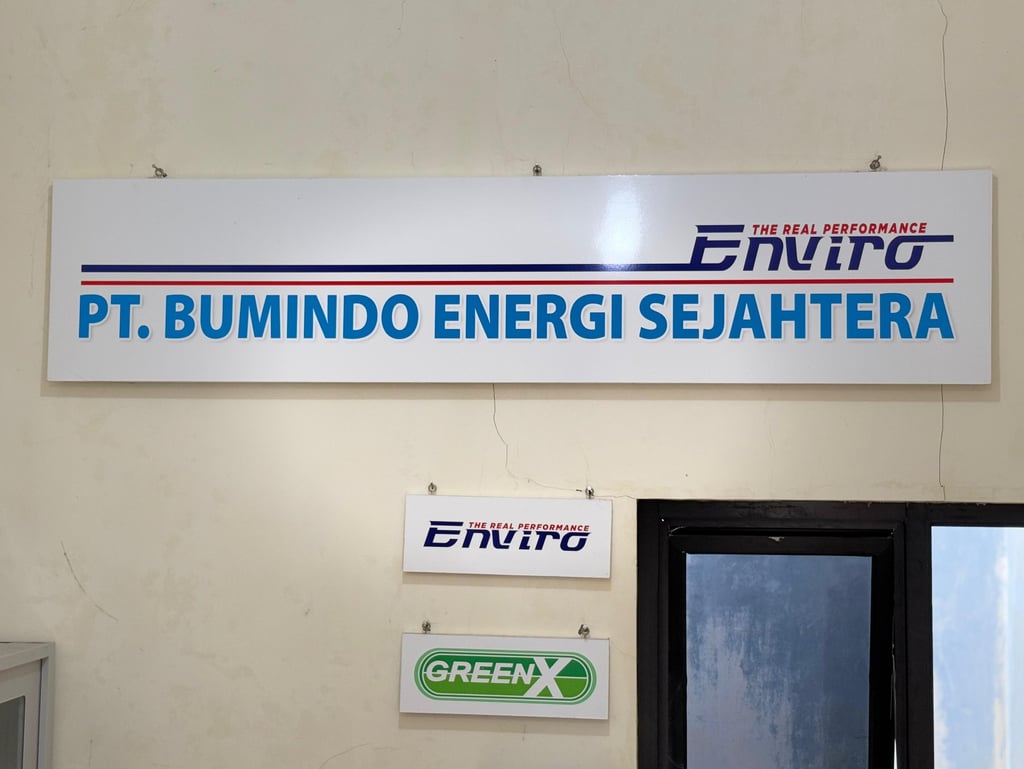 THE REAL PERFORMANCE
Enviro
PT. BUMINDO ENERGI SEJAHTERA
THE REAL PERFORMANCE
Enviro
GREENX